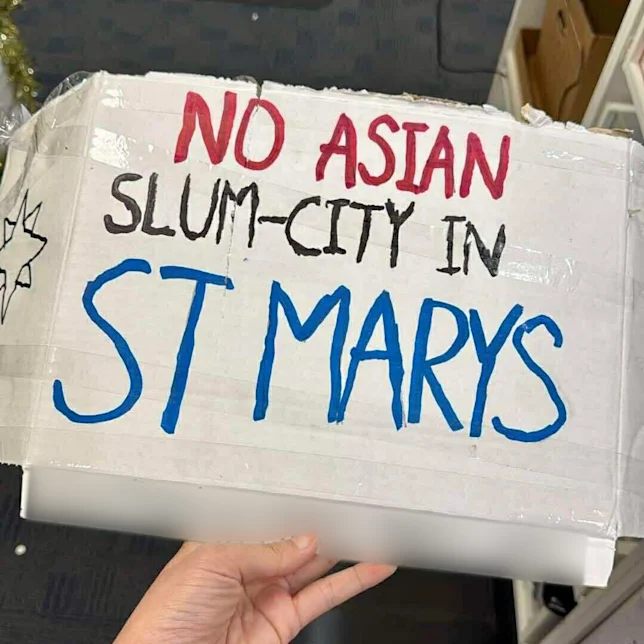 NO ASIAN
SLUM-CITY IN
ST MARYS